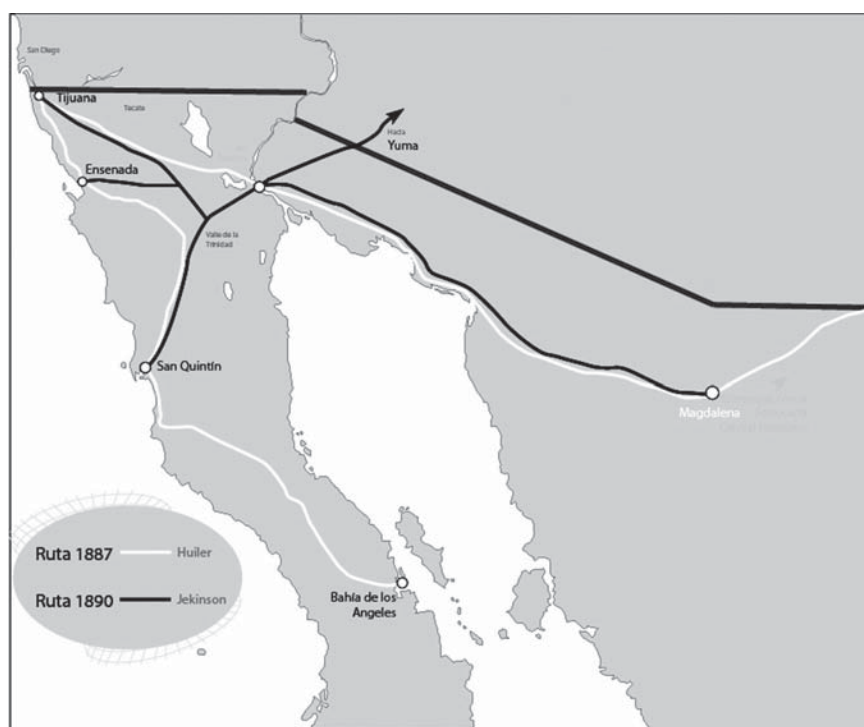 San Diego
Tijuana
Tacate
Hacia
Yuma
Ensenada
Valle de la
Trinidad
San Quintín
Magdalena
Ruta 1887 Huiler
Ruta 1890 Jekinson
Bahía de los
Angeles